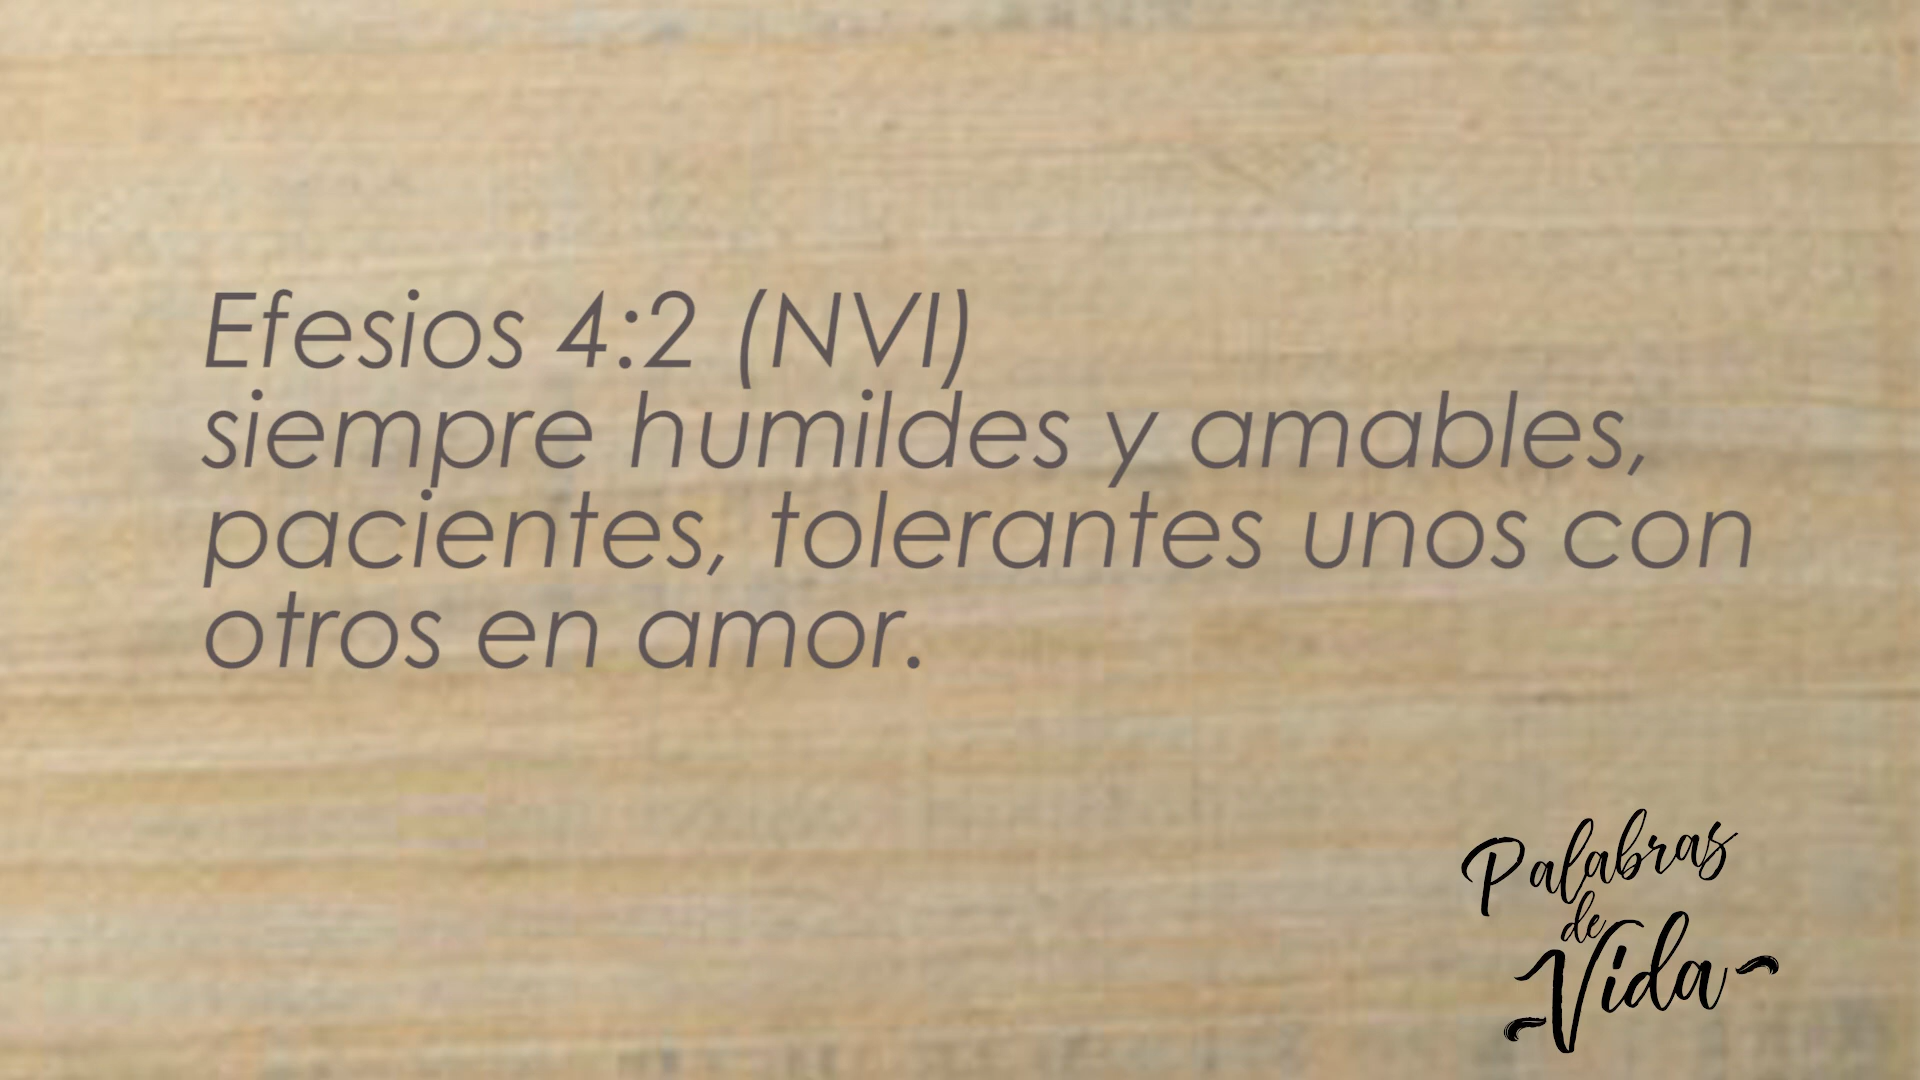 Efesios 4:2 (NVI)
siempre humildes y amables,
pacientes, tolerantes unos con
otros en amor.
Palabras
de
Vida